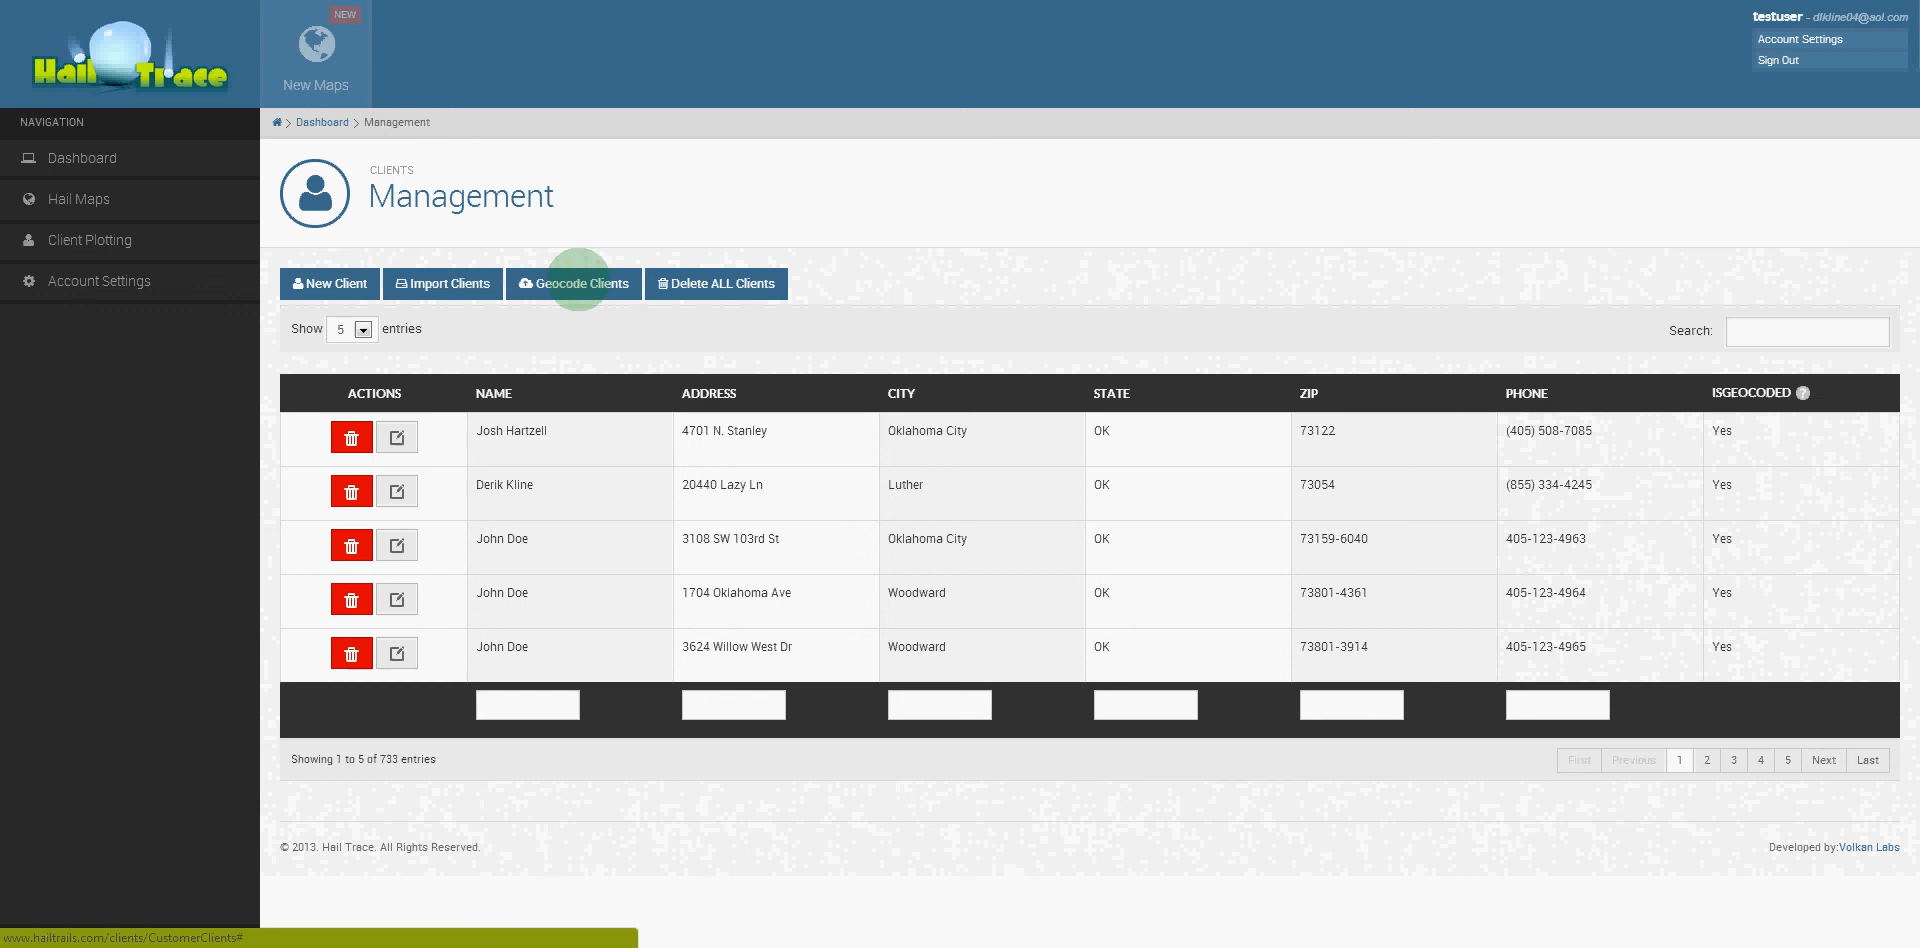 NEW
Hail Trace
New Maps
testuser - dlkline04@aol.com
Account Settings
Sign Out
NAVIGATION
Dashboard
Hail Maps
Client Plotting
Account Settings
Dashboard > Management
CLIENTS
Management
New Client Import Clients Geocode Clients Delete ALL Clients
Show 5 entries Search:
ACTIONS NAME ADDRESS CITY STATE ZIP PHONE ISGEOCODED ?
Josh Hartzell 4701 N. Stanley Oklahoma City OK 73122 (405) 508-7085 Yes
Derik Kline 20440 Lazy Ln Luther OK 73054 (855) 334-4245 Yes
John Doe 3108 SW 103rd St Oklahoma City OK 73159-6040 405-123-4963 Yes
John Doe 1704 Oklahoma Ave Woodward OK 73801-4361 405-123-4964 Yes
John Doe 3624 Willow West Dr Woodward OK 73801-3914 405-123-4965 Yes
Showing 1 to 5 of 733 entries First Previous 1 2 3 4 5 Next Last
© 2013. Hail Trace. All Rights Reserved. Developed by:Volkan Labs
www.hailtrails.com/clients/CustomerClients#